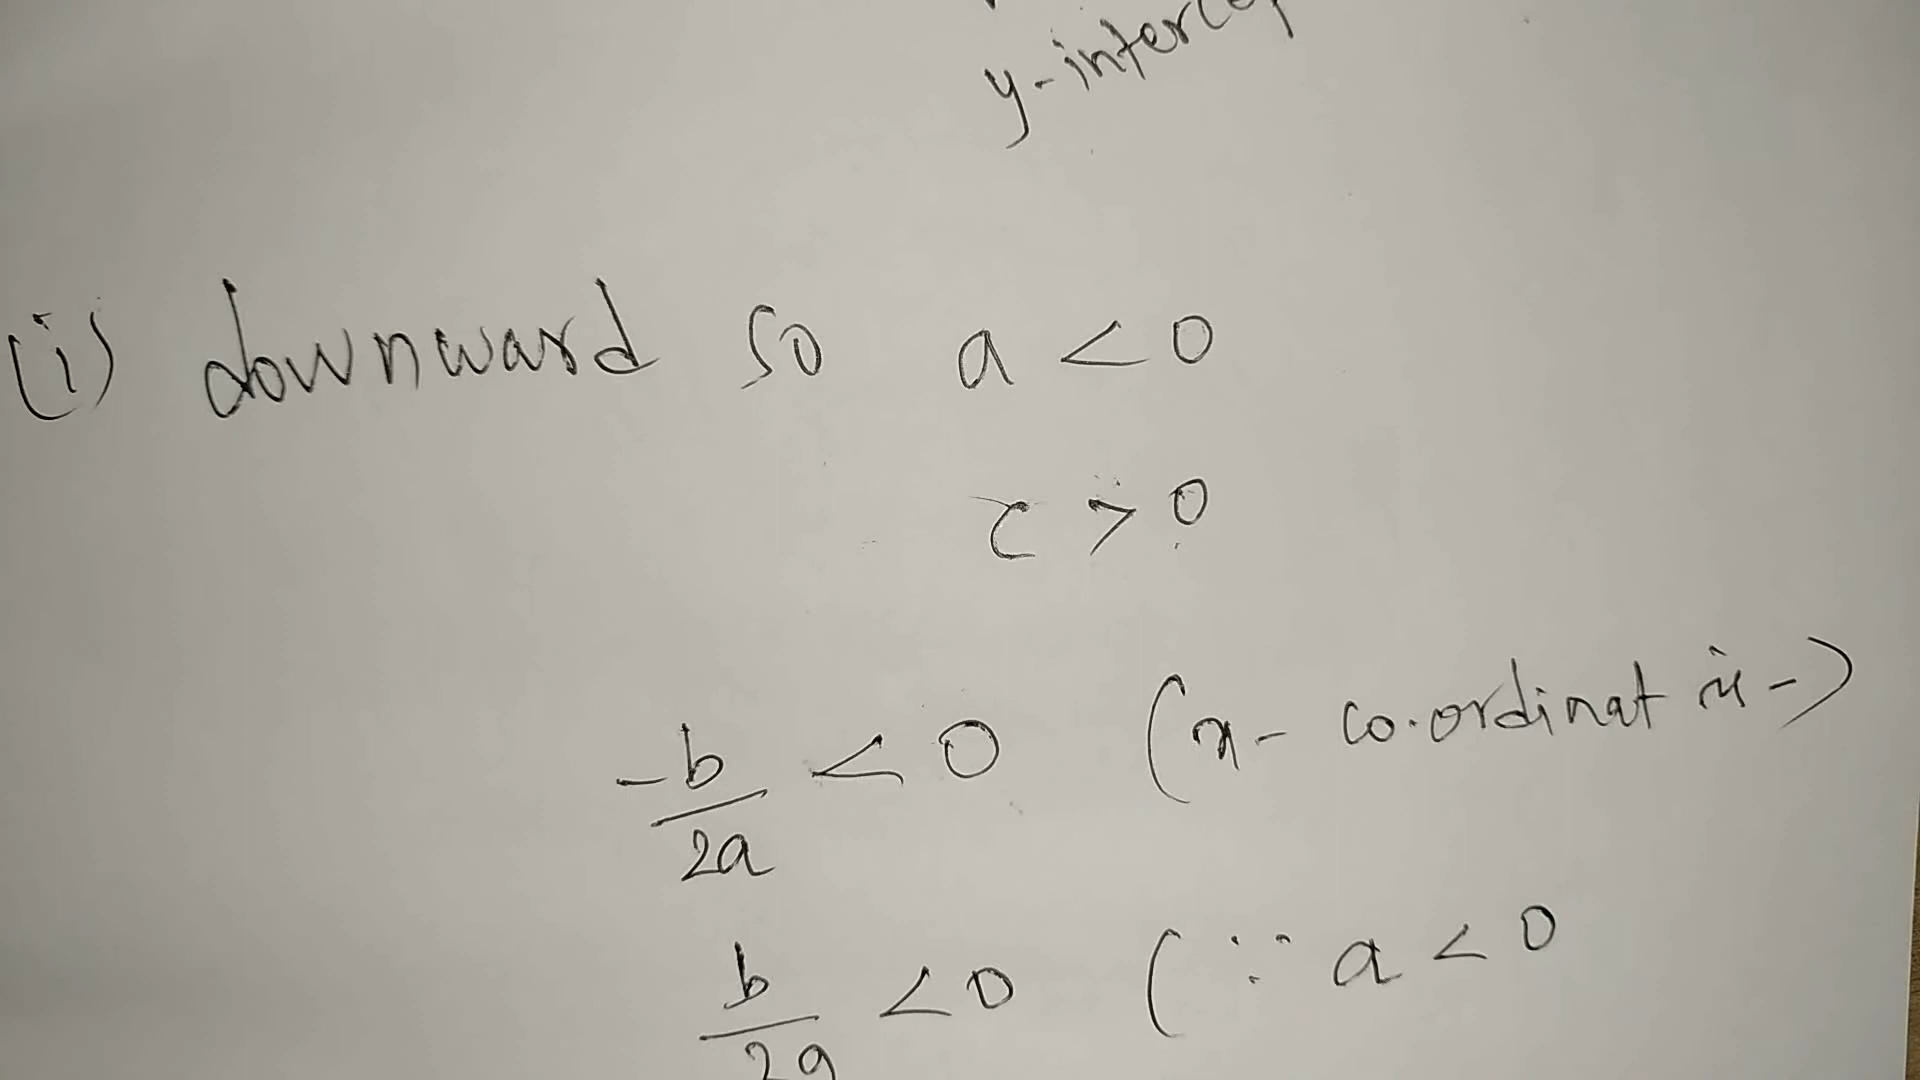 y-intercep
(i) downward so a < 0
c > 0
-b/2a < 0 (x- co-ordinat is -)
b/2a < 0 (∵ a < 0